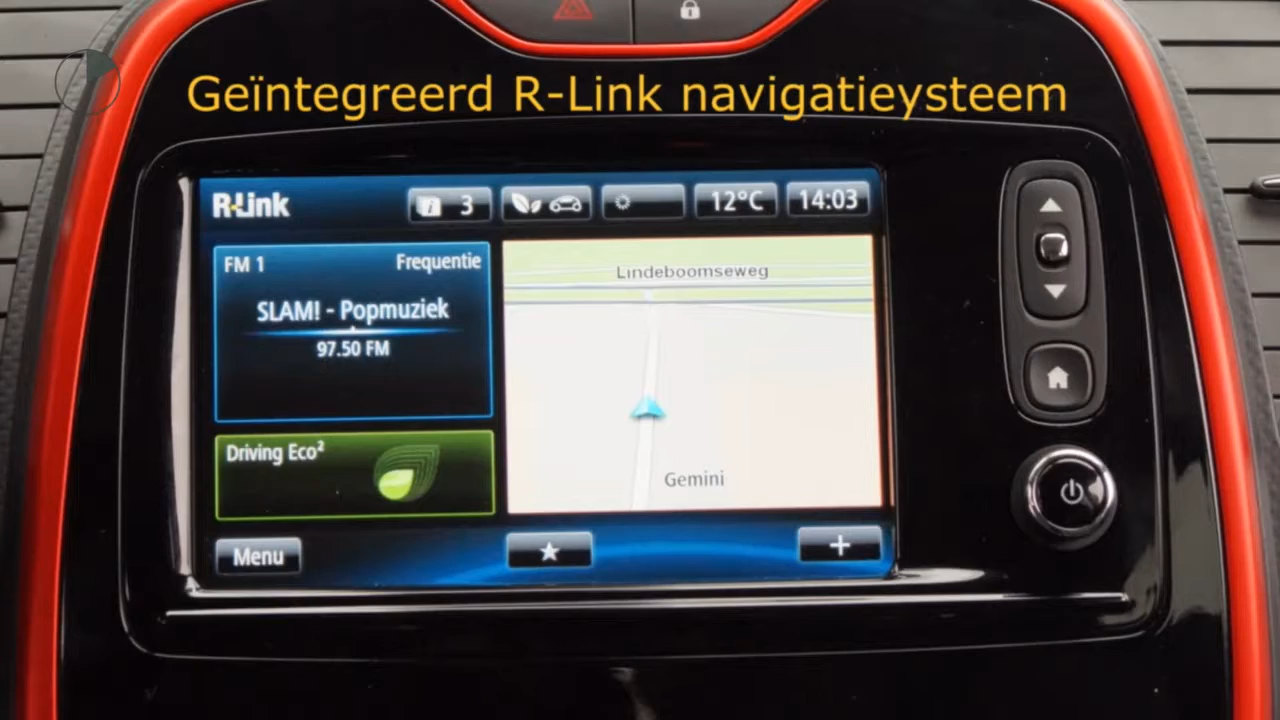 Geïntegreerd R-Link navigatieysteem
R-Link
3
12°C
14:03
FM 1
Frequentie
SLAM! - Popmuziek
97.50 FM
Driving Eco²
Lindeboomseweg
Gemini
Menu